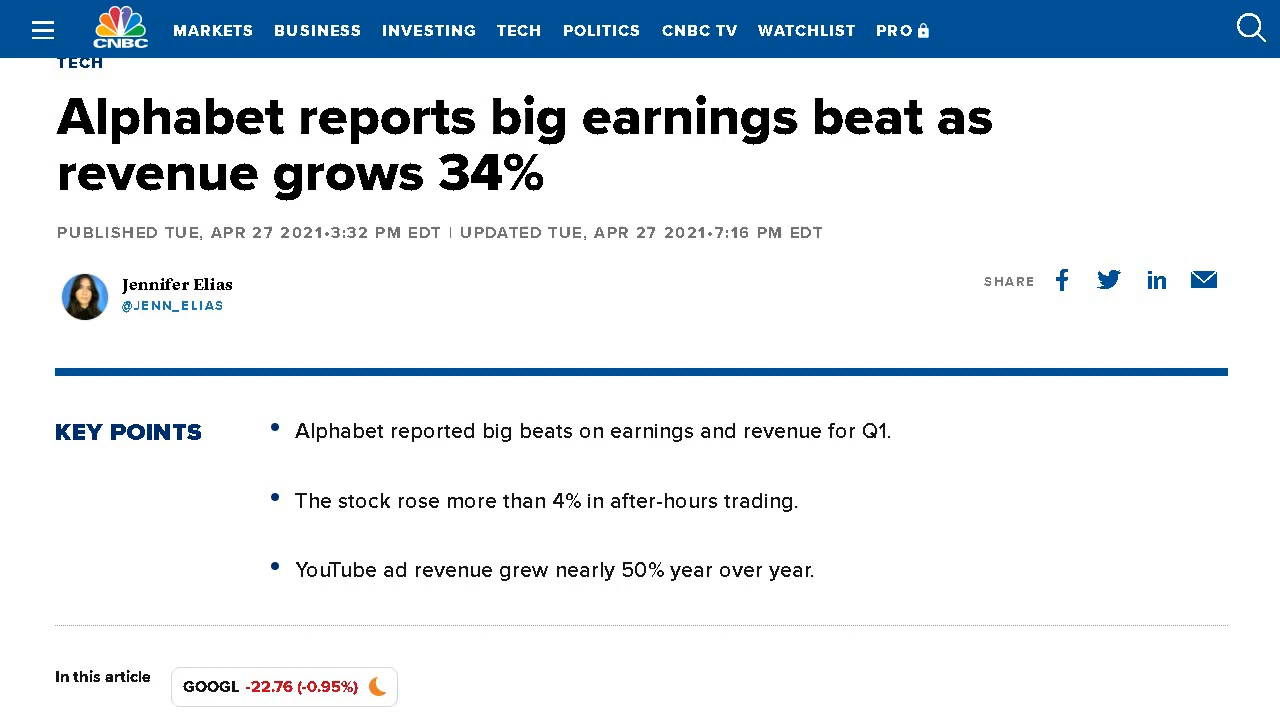 CNBC MARKETS BUSINESS INVESTING TECH POLITICS CNBC TV WATCHLIST PRO
TECH
Alphabet reports big earnings beat as
revenue grows 34%
PUBLISHED TUE, APR 27 2021•3:32 PM EDT | UPDATED TUE, APR 27 2021•7:16 PM EDT
Jennifer Elias
@JENN_ELIAS
SHARE
KEY POINTS
• Alphabet reported big beats on earnings and revenue for Q1.
• The stock rose more than 4% in after-hours trading.
• YouTube ad revenue grew nearly 50% year over year.
In this article
GOOGL -22.76 (-0.95%)